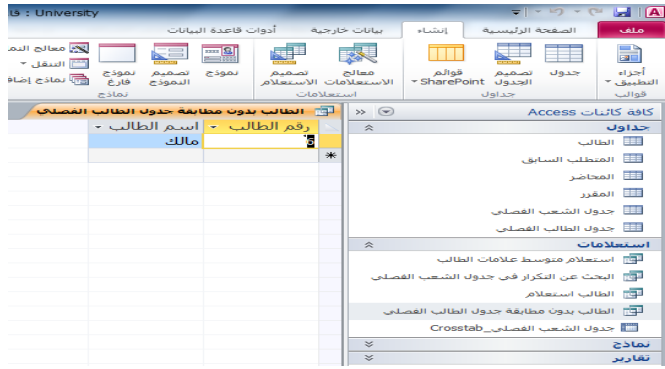 University : قا
ملف
الصفحة الرئيسية
إنشاء
بيانات خارجية
أدوات قاعدة البيانات
أجزاء التطبيق
قوالب
جدول
تصميم الجدول
قوائم SharePoint
جداول
معالج الاستعلامات
تصميم الاستعلام
استعلامات
نموذج
تصميم النموذج
نموذج فارغ
معالج النم
التنقل
نماذج إضاف
نماذج
كافة كائنات Access
جداول
الطالب
المتطلب السابق
المحاضر
المقرر
جدول الشعب الفصلي
جدول الطالب الفصلي
استعلامات
استعلام متوسط علامات الطالب
البحث عن التكرار في جدول الشعب الفصلي
الطالب استعلام
الطالب بدون مطابقة جدول الطالب الفصلي
جدول الشعب الفصلي_Crosstab
نماذج
تقارير
الطالب بدون مطابقة جدول الطالب الفصلي
رقم الطالب
اسم الطالب
6
مالك